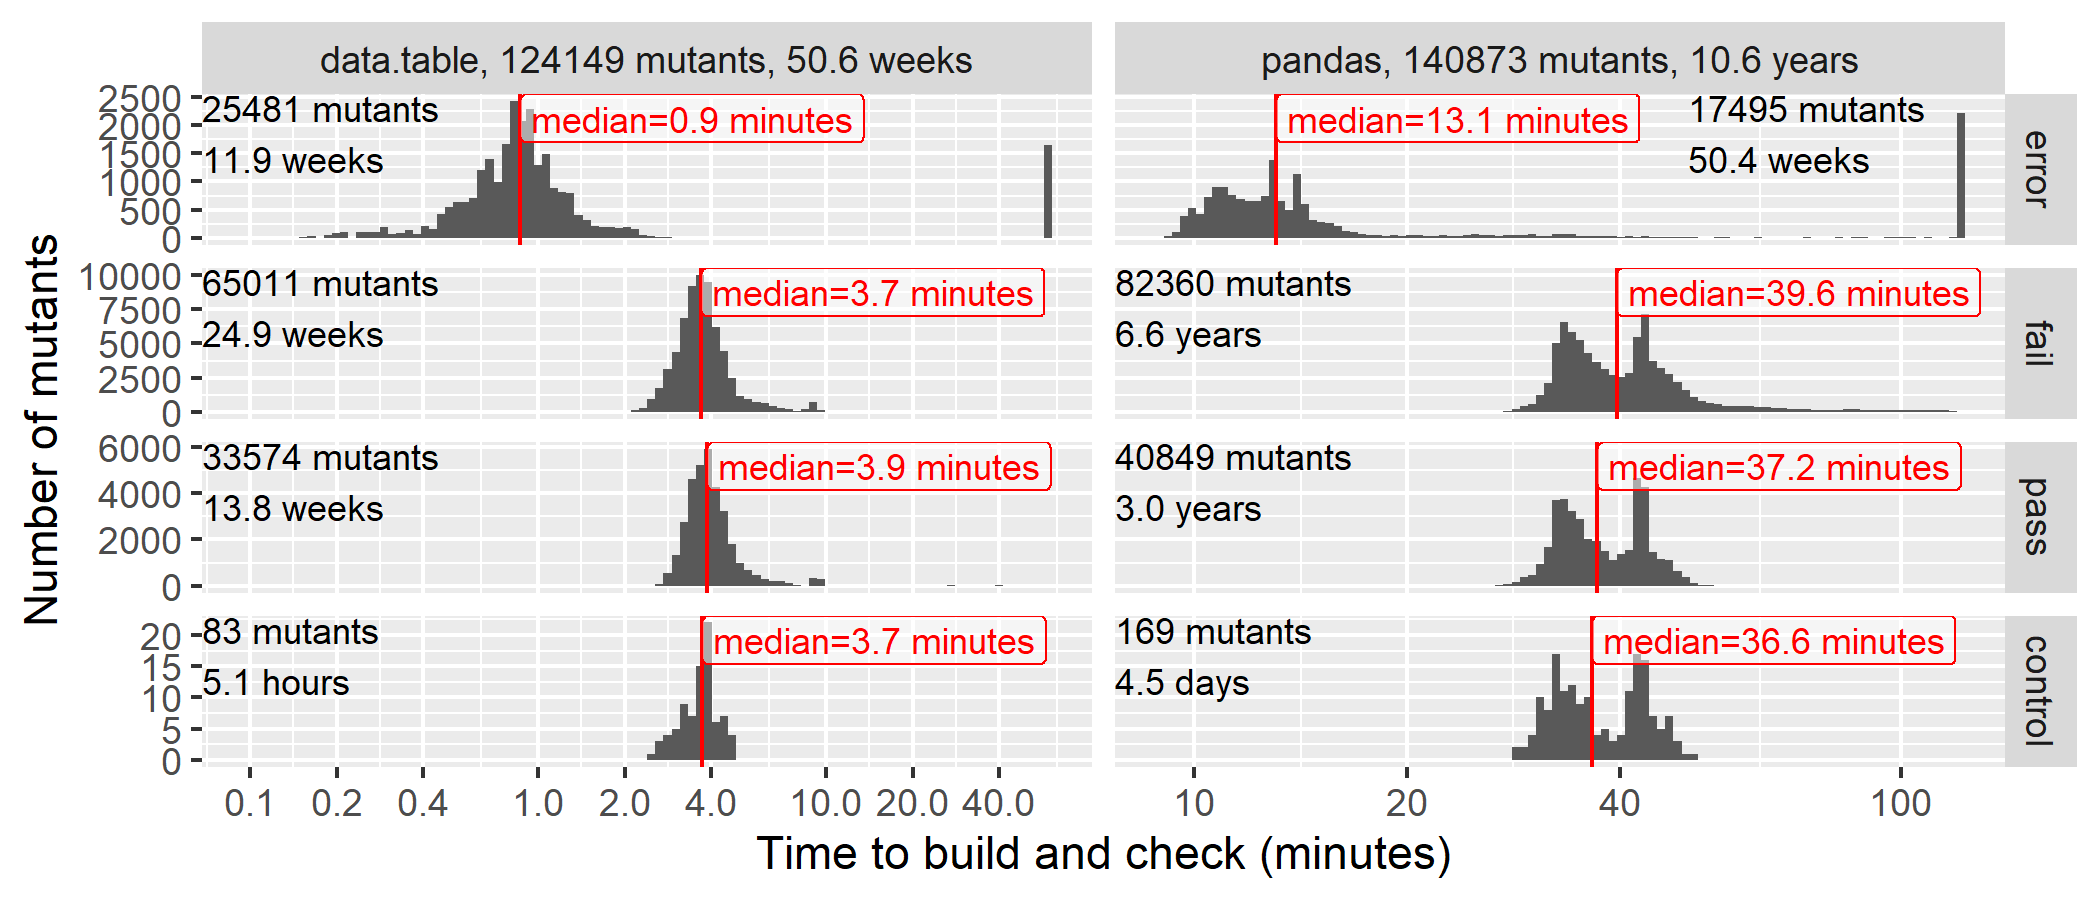 data.table, 124149 mutants, 50.6 weeks
pandas, 140873 mutants, 10.6 years
Number of mutants
2500
2000
1500
1000
500
0
25481 mutants
11.9 weeks
median=0.9 minutes
median=13.1 minutes
17495 mutants
50.4 weeks
error
10000
7500
5000
2500
0
65011 mutants
24.9 weeks
median=3.7 minutes
82360 mutants
6.6 years
median=39.6 minutes
fail
6000
4000
2000
0
33574 mutants
13.8 weeks
median=3.9 minutes
40849 mutants
3.0 years
median=37.2 minutes
pass
20
15
10
5
0
83 mutants
5.1 hours
median=3.7 minutes
169 mutants
4.5 days
median=36.6 minutes
control
0.1 0.2 0.4 1.0 2.0 4.0 10.0 20.0 40.0
10 20 40 100
Time to build and check (minutes)